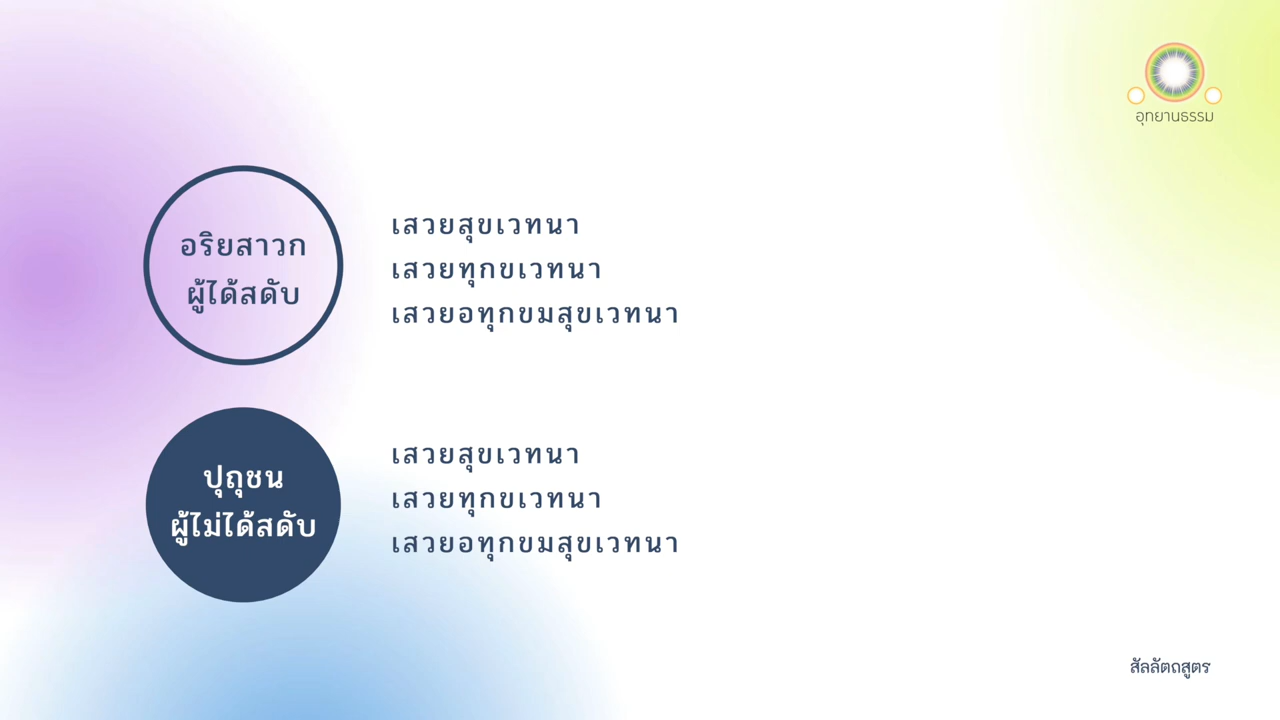 อุทยานธรรม
อริยสาวก
ผู้ได้สดับ
เสวยสุขเวทนา
เสวยทุกขเวทนา
เสวยอทุกขมสุขเวทนา
ปุถุชน
ผู้ไม่ได้สดับ
เสวยสุขเวทนา
เสวยทุกขเวทนา
เสวยอทุกขมสุขเวทนา
สัลลัตถสูตร